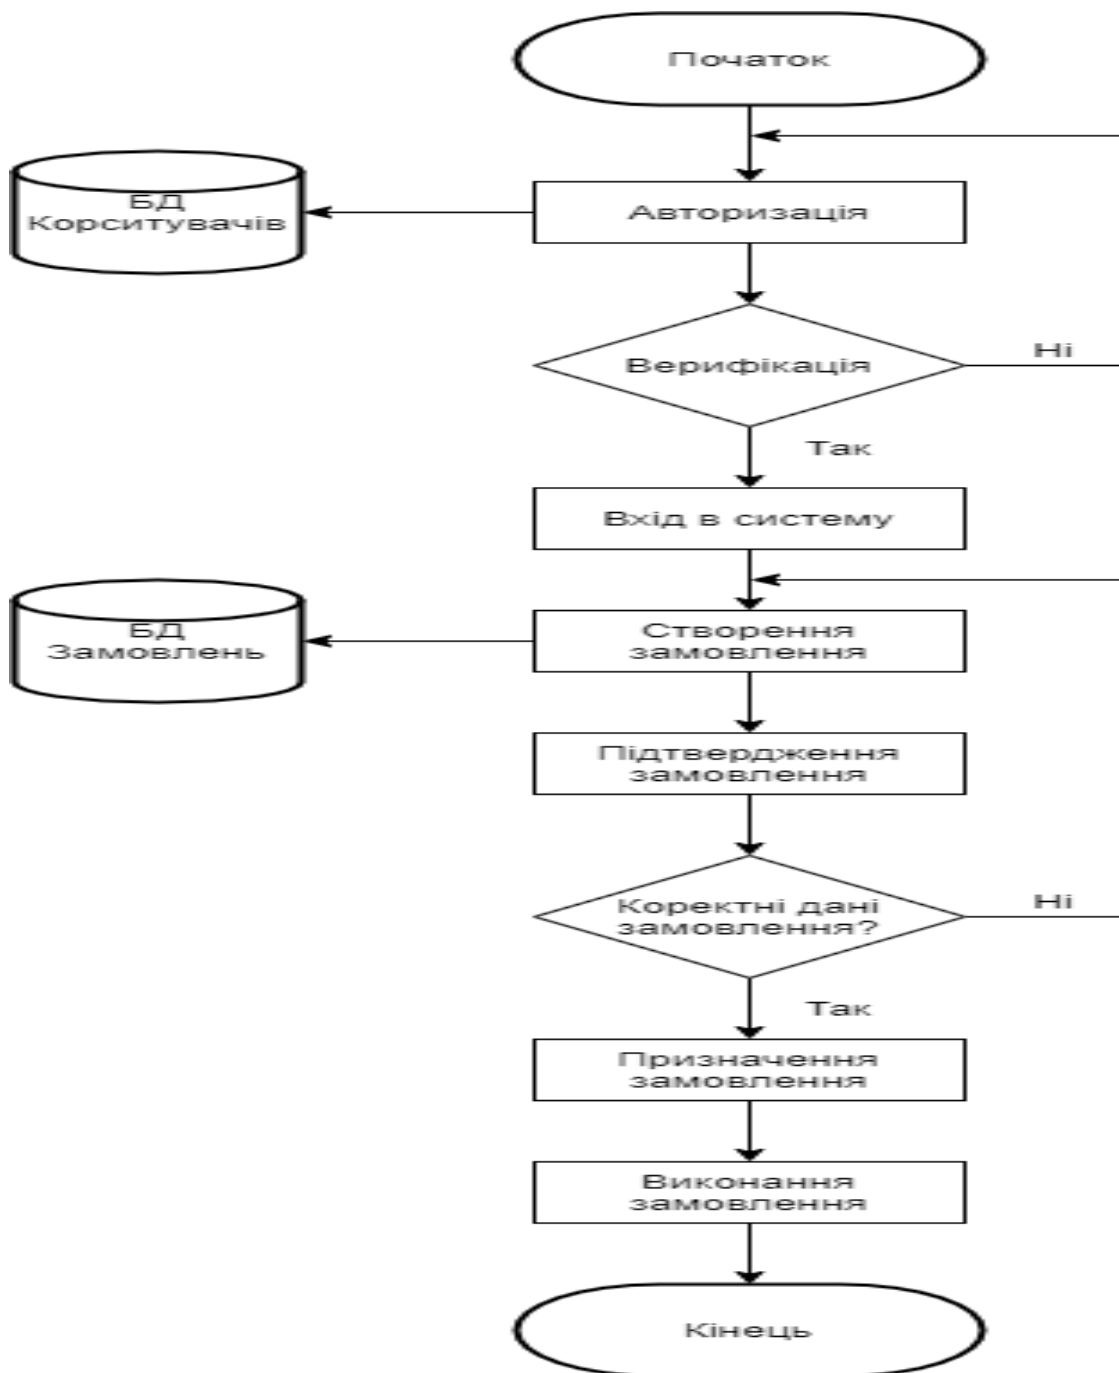 Початок
БД
Корситувачів
Авторизація
Верифікація
Ні
Так
Вхід в систему
БД
Замовлень
Створення
замовлення
Підтвердження
замовлення
Коректні дані
замовлення?
Ні
Так
Призначення
замовлення
Виконання
замовлення
Кінець